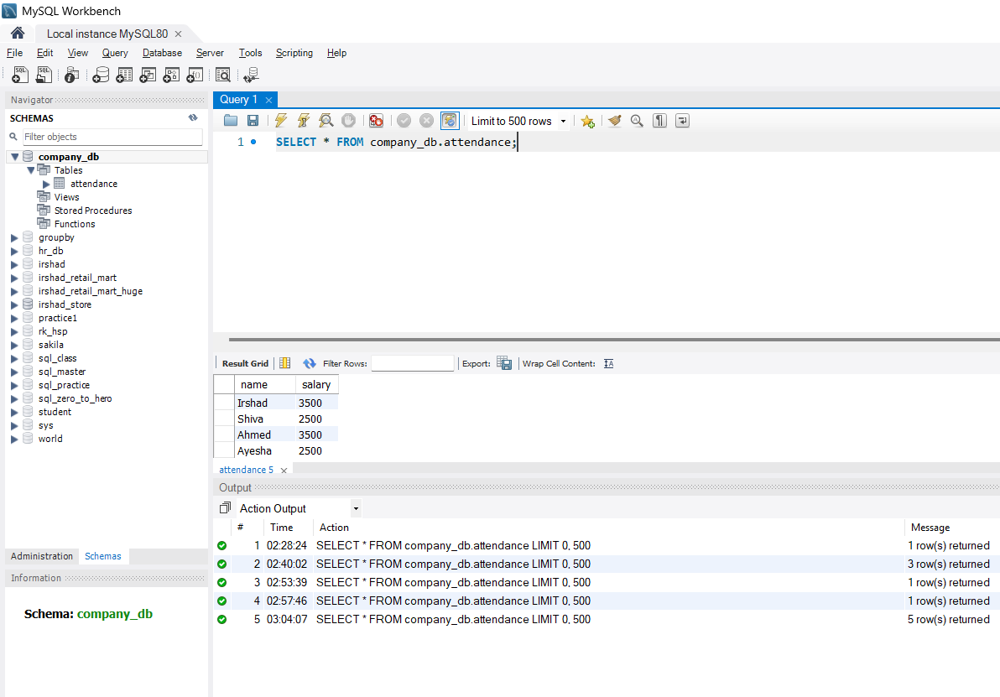 MySQL Workbench
Local instance MySQL80
File Edit View Query Database Server Tools Scripting Help
Navigator
SCHEMAS
Filter objects
company_db
Tables
attendance
Views
Stored Procedures
Functions
groupby
hr_db
irshad
irshad_retail_mart
irshad_retail_mart_huge
irshad_store
practice1
rk_hsp
sakila
sql_class
sql_master
sql_practice
sql_zero_to_hero
student
sys
world
Administration Schemas
Information
Schema: company_db
Query 1
Limit to 500 rows
1 SELECT * FROM company_db.attendance;
Result Grid Filter Rows: Export: Wrap Cell Content:
name salary
Irshad 3500
Shiva 2500
Ahmed 3500
Ayesha 2500
attendance 5
Output
Action Output
# Time Action Message
1 02:28:24 SELECT * FROM company_db.attendance LIMIT 0, 500 1 row(s) returned
2 02:40:02 SELECT * FROM company_db.attendance LIMIT 0, 500 3 row(s) returned
3 02:53:39 SELECT * FROM company_db.attendance LIMIT 0, 500 1 row(s) returned
4 02:57:46 SELECT * FROM company_db.attendance LIMIT 0, 500 1 row(s) returned
5 03:04:07 SELECT * FROM company_db.attendance LIMIT 0, 500 5 row(s) returned